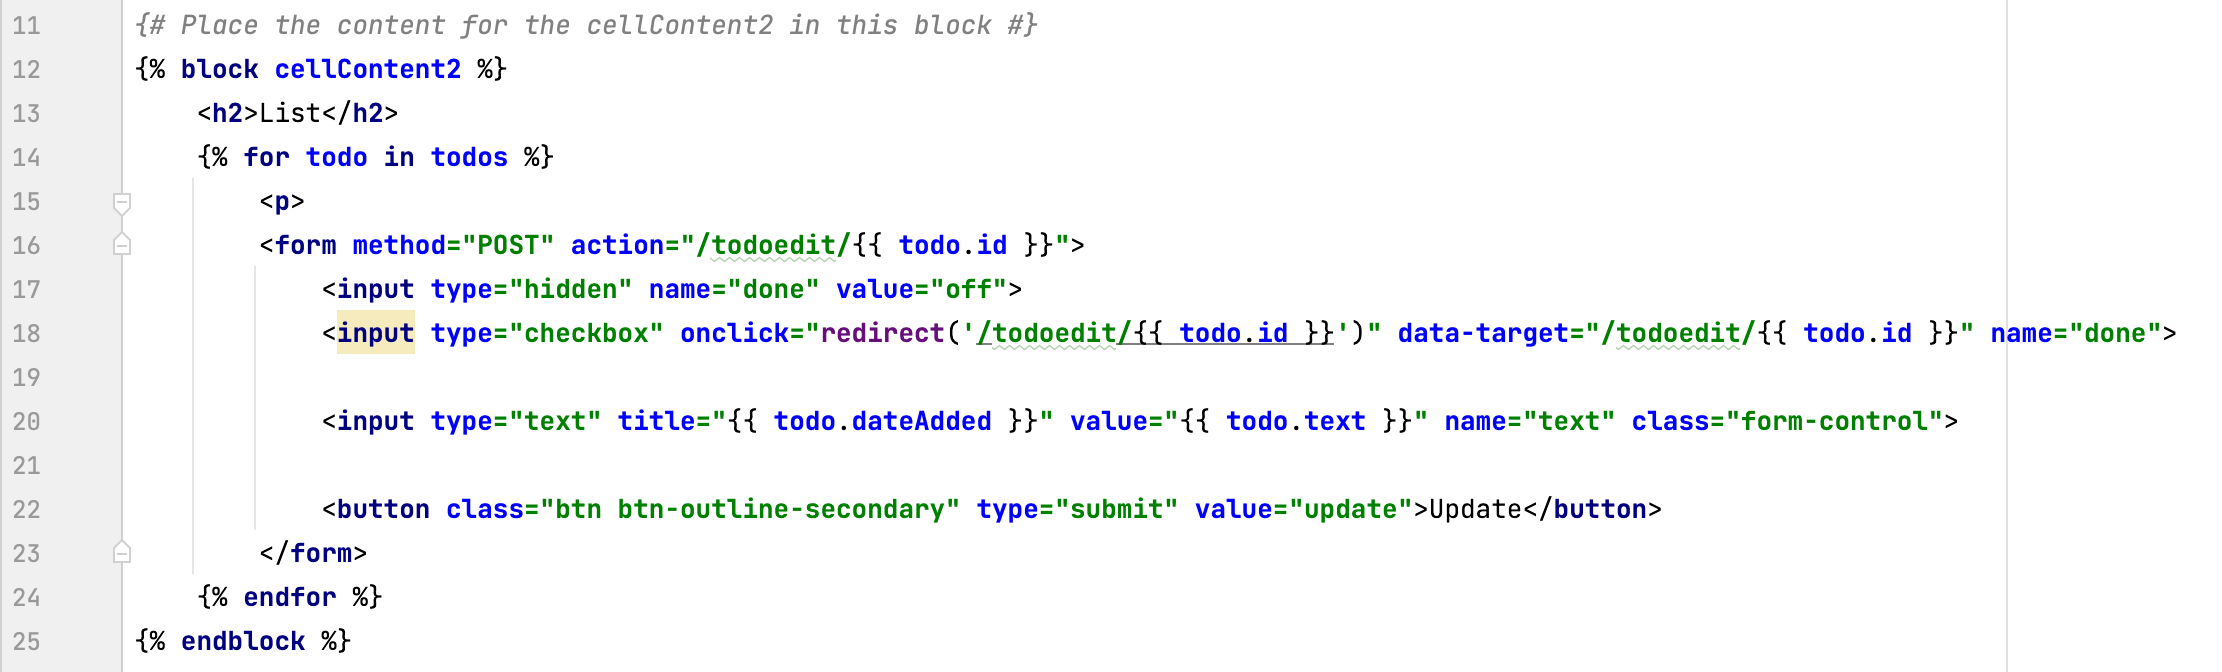 11 {# Place the content for the cellContent2 in this block #}
12 {% block cellContent2 %}
13 <h2>List</h2>
14 {% for todo in todos %}
15 <p>
16 <form method="POST" action="/todoedit/{{ todo.id }}">
17 <input type="hidden" name="done" value="off">
18 <input type="checkbox" onclick="redirect('/todoedit/{{ todo.id }}')" data-target="/todoedit/{{ todo.id }}" name="done">
19
20 <input type="text" title="{{ todo.dateAdded }}" value="{{ todo.text }}" name="text" class="form-control">
21
22 <button class="btn btn-outline-secondary" type="submit" value="update">Update</button>
23 </form>
24 {% endfor %}
25 {% endblock %}